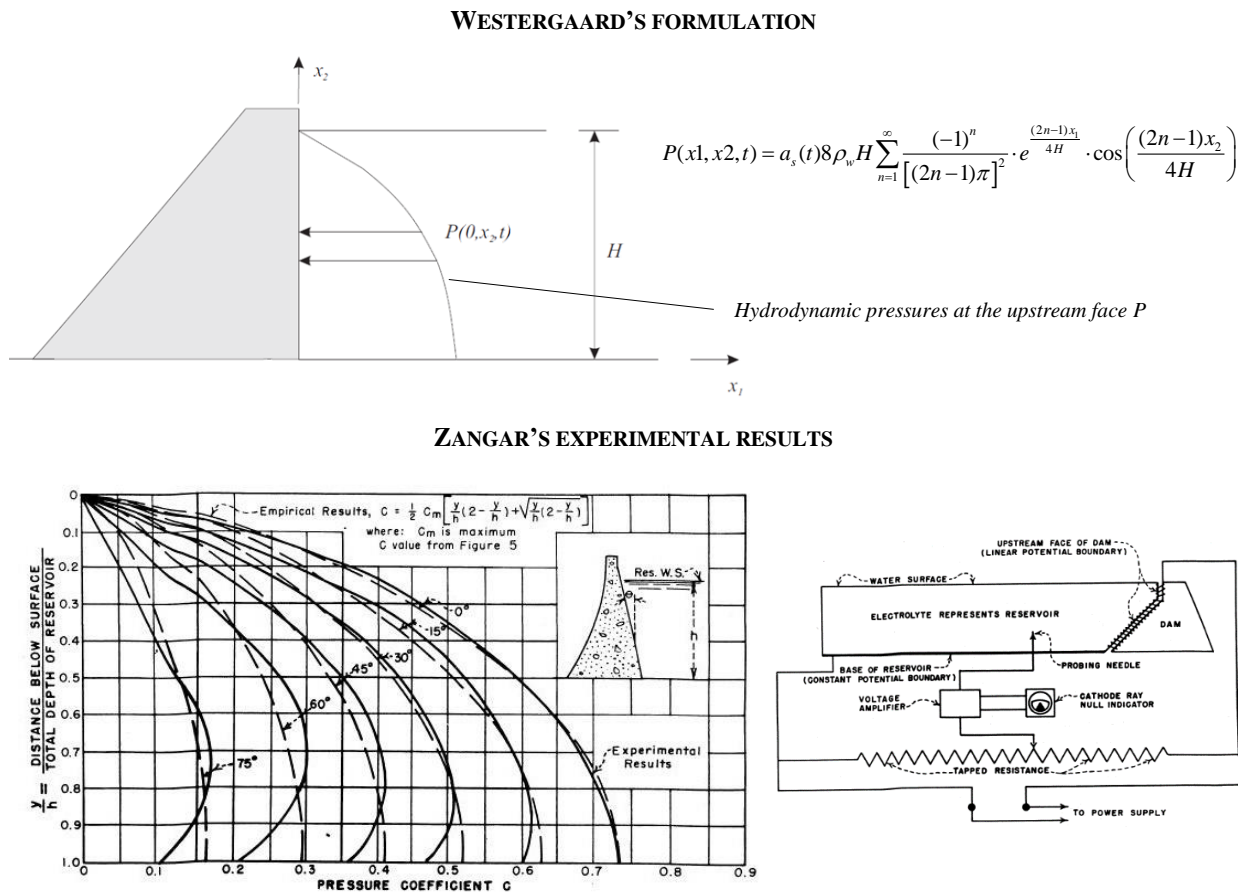 WESTERGAARD'S FORMULATION
x₂
P(x1, x2, t) = a_s(t)8ρ_w H ∑_{n=1}^{∞} (-1)^n / [(2n-1)π]^2 · e^{(2n-1)x₁ / 4H} · cos((2n-1)x₂ / 4H)
P(0,x₂,t)
H
Hydrodynamic pressures at the upstream face P
x₁
ZANGAR'S EXPERIMENTAL RESULTS
Empirical Results, C = 1/2 Cm [y/h (2 - y/h) + √(y/h (2 - y/h))]
where: Cm is maximum
C value from Figure 5
Res. W.S.
θ
h
0°
15°
30°
45°
60°
75°
Experimental
Results
y/h = DISTANCE BELOW SURFACE / TOTAL DEPTH OF RESERVOIR
0
0.1
0.2
0.3
0.4
0.5
0.6
0.7
0.8
0.9
1.0
0 0.1 0.2 0.3 0.4 0.5 0.6 0.7 0.8 0.9
PRESSURE COEFFICIENT C
UPSTREAM FACE OF DAM
(LINEAR POTENTIAL BOUNDARY)
WATER SURFACE
ELECTROLYTE REPRESENTS RESERVOIR
DAM
BASE OF RESERVOIR
(CONSTANT POTENTIAL BOUNDARY)
PROBING NEEDLE
VOLTAGE
AMPLIFIER
CATHODE RAY
NULL INDICATOR
TAPPED RESISTANCE
TO POWER SUPPLY